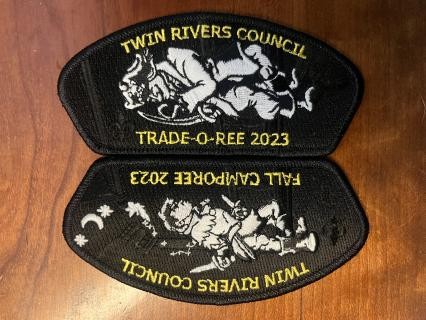 TWIN RIVERS COUNCIL
TRADE-O-REE 2023
TWIN RIVERS COUNCIL
FALL CAMPOREE 2023